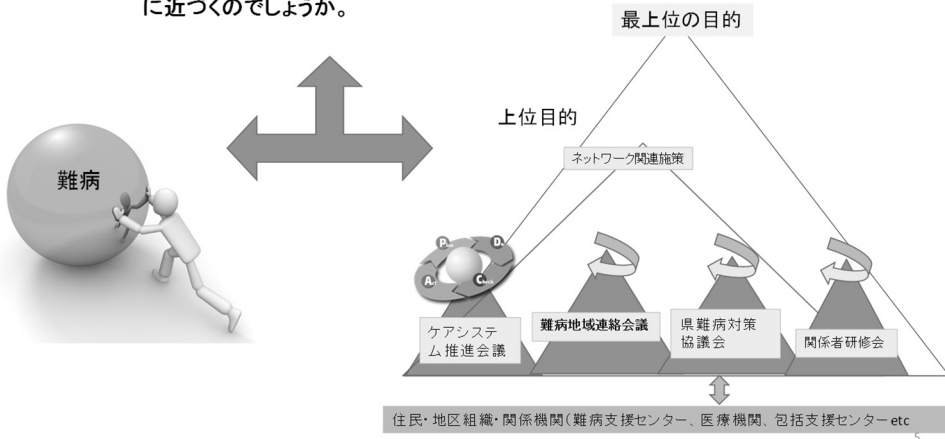 に近づくのでしょうか。
最上位の目的
上位目的
ネットワーク関連施策
難病
Plan
Do
Act
Check
ケアシステ
ム推進会議
難病地域連絡会議
県難病対策
協議会
関係者研修会
住民・地区組織・関係機関(難病支援センター、医療機関、包括支援センターetc
5